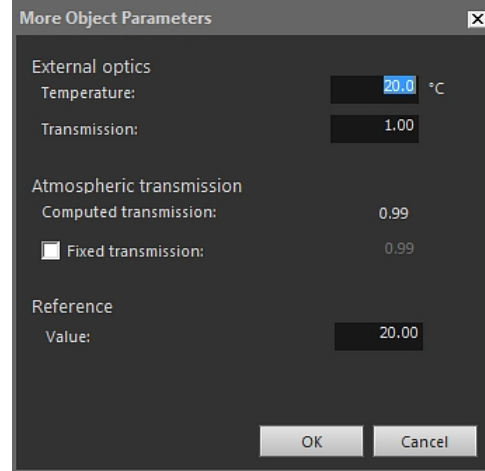 More Object Parameters
External optics
Temperature: 20.0 °C
Transmission: 1.00
Atmospheric transmission
Computed transmission: 0.99
Fixed transmission: 0.99
Reference
Value: 20.00
OK Cancel